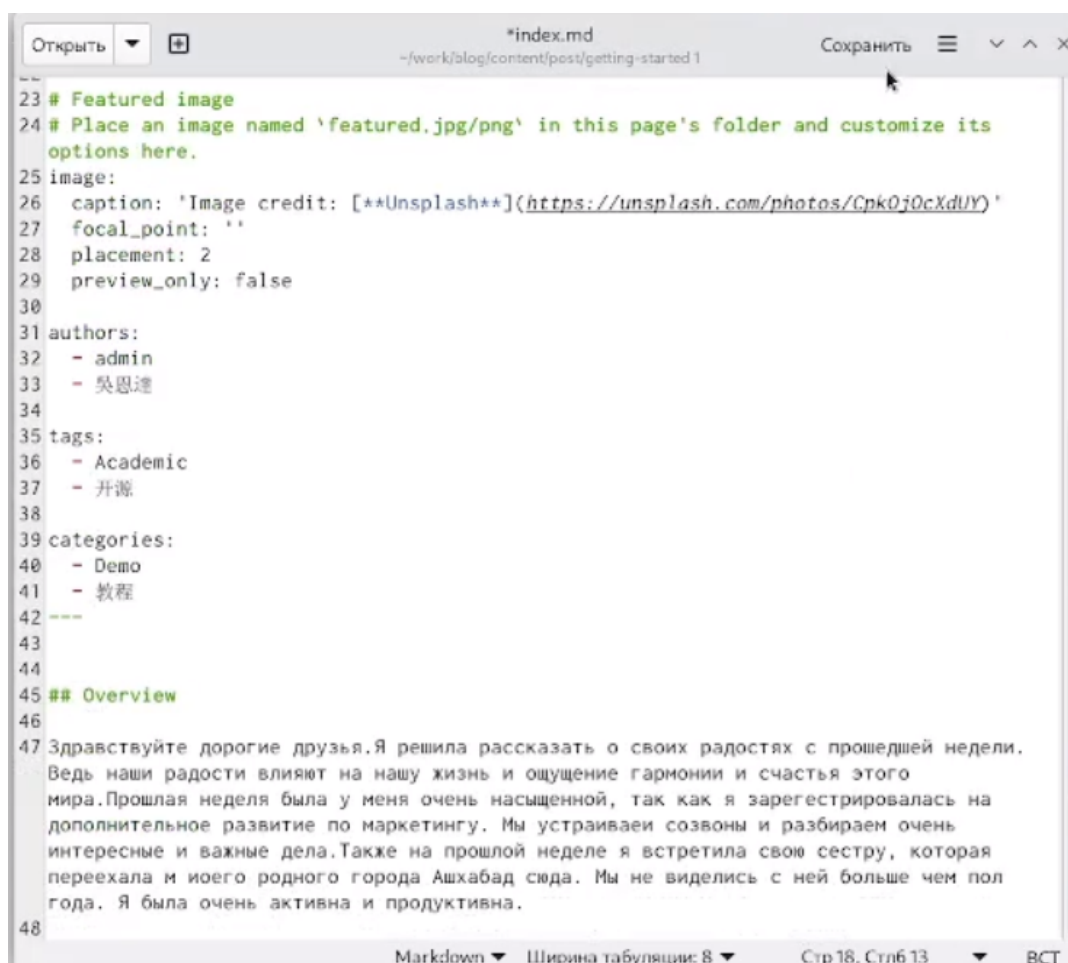 Открыть
*index.md
~/work/blog/content/post/getting-started 1
Сохранить
23 # Featured image
24 # Place an image named `featured.jpg/png` in this page's folder and customize its
options here.
25 image:
26 caption: 'Image credit: [**Unsplash**](https://unsplash.com/photos/CpkOjOcXdUY)'
27 focal_point: ''
28 placement: 2
29 preview_only: false
30
31 authors:
32 - admin
33 - 吳恩達
34
35 tags:
36 - Academic
37 - 开源
38
39 categories:
40 - Demo
41 - 教程
42 ---
43
44
45 ## Overview
46
47 Здравствуйте дорогие друзья.Я решила рассказать о своих радостях с прошедшей недели.
Ведь наши радости влияют на нашу жизнь и ощущение гармонии и счастья этого
мира.Прошлая неделя была у меня очень насыщенной, так как я зарегестрировалась на
дополнительное развитие по маркетингу. Мы устраиваеи созвоны и разбираем очень
интересные и важные дела.Также на прошлой неделе я встретила свою сестру, которая
переехала м иоего родного города Ашхабад сюда. Мы не виделись с ней больше чем пол
года. Я была очень активна и продуктивна.
48
Markdown Ширина табуляции: 8 Стр 18, Стлб 13 ВСТ